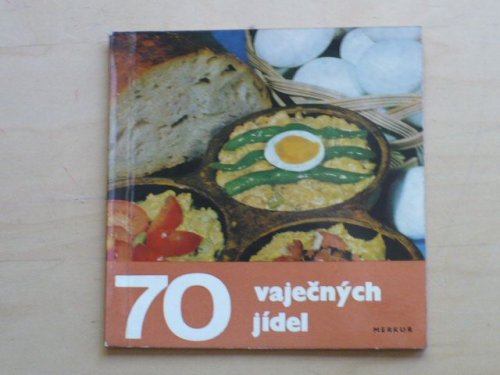 70
vaječných
jídel
MERKUR